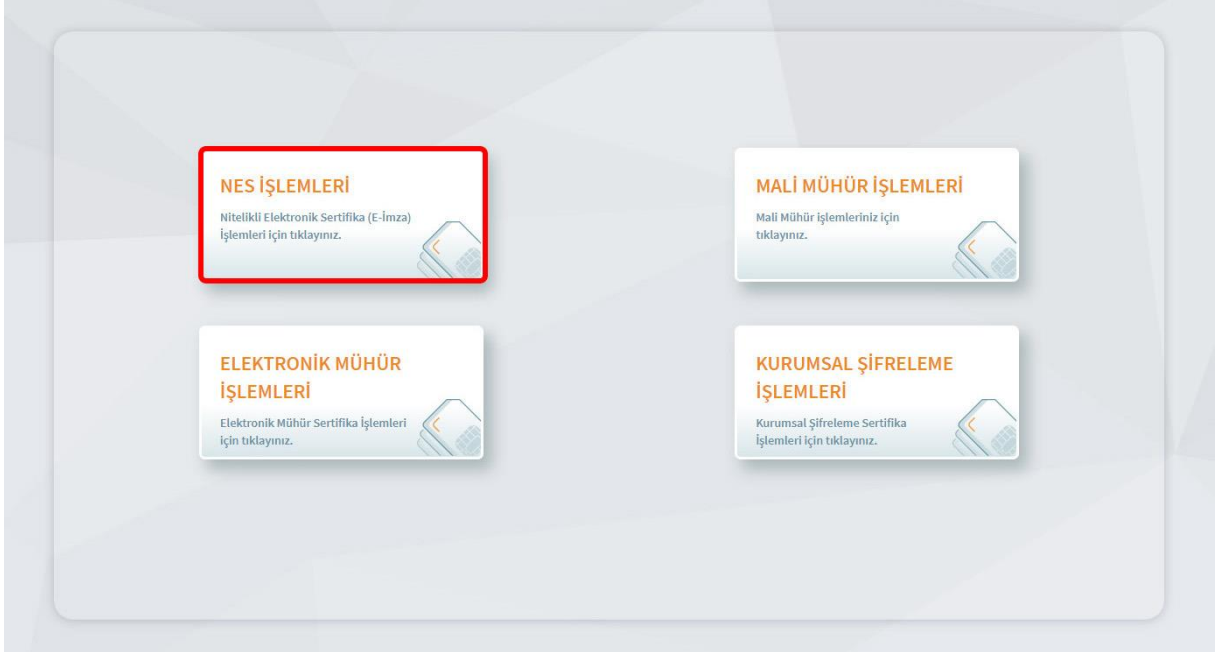 NES İŞLEMLERİ
Nitelikli Elektronik Sertifika (E-İmza)
İşlemleri için tıklayınız.
MALİ MÜHÜR İŞLEMLERİ
Mali Mühür işlemleriniz için
tıklayınız.
ELEKTRONİK MÜHÜR
İŞLEMLERİ
Elektronik Mühür Sertifika İşlemleri
için tıklayınız.
KURUMSAL ŞİFRELEME
İŞLEMLERİ
Kurumsal Şifreleme Sertifika
İşlemleri için tıklayınız.